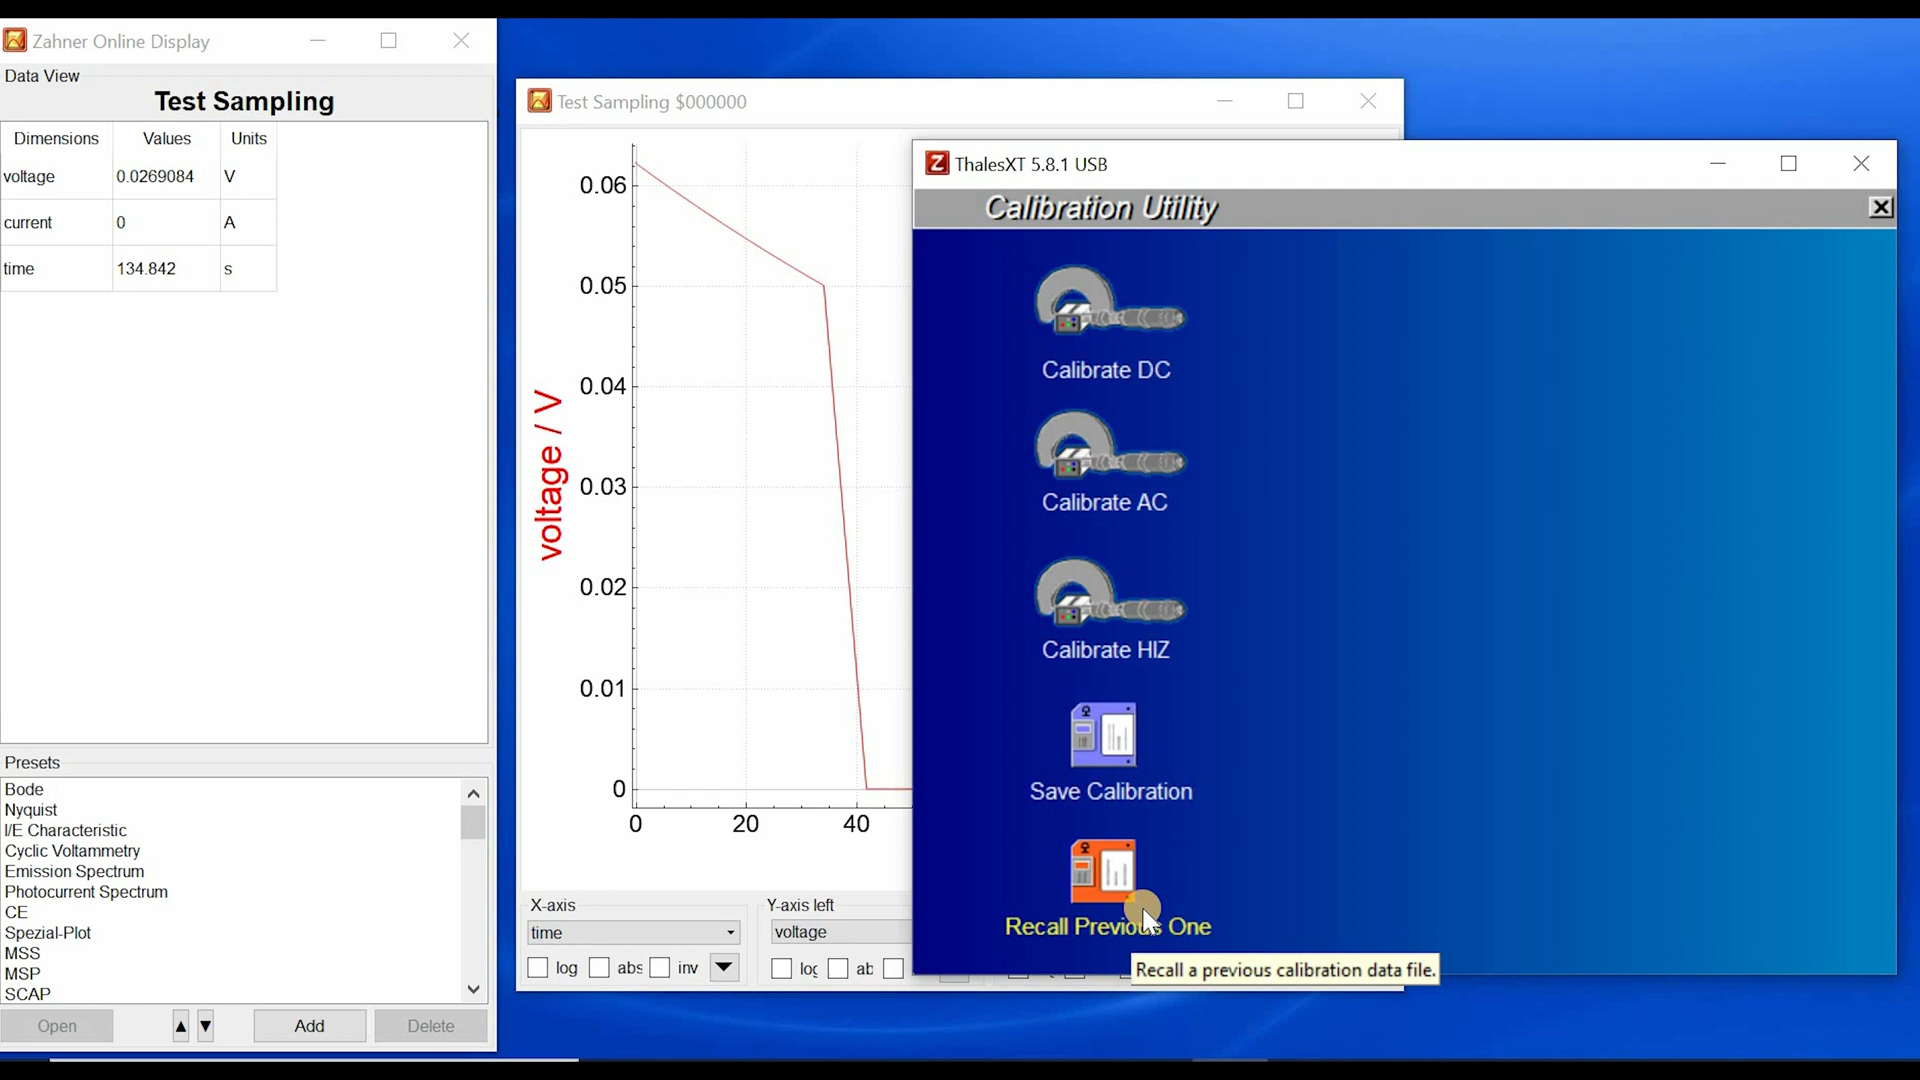 Zahner Online Display
Data View
Test Sampling
Dimensions Values Units
voltage 0.0269084 V
current 0 A
time 134.842 s
Presets
Bode
Nyquist
I/E Characteristic
Cyclic Voltammetry
Emission Spectrum
Photocurrent Spectrum
CE
Spezial-Plot
MSS
MSP
SCAP
Open Add Delete
Test Sampling $000000
voltage / V
0.06
0.05
0.04
0.03
0.02
0.01
0
0 20 40
X-axis
time
log abs inv
Y-axis left
voltage
log ab
ThalesXT 5.8.1 USB
Calibration Utility
Calibrate DC
Calibrate AC
Calibrate HIZ
Save Calibration
Recall Previous One
Recall a previous calibration data file.